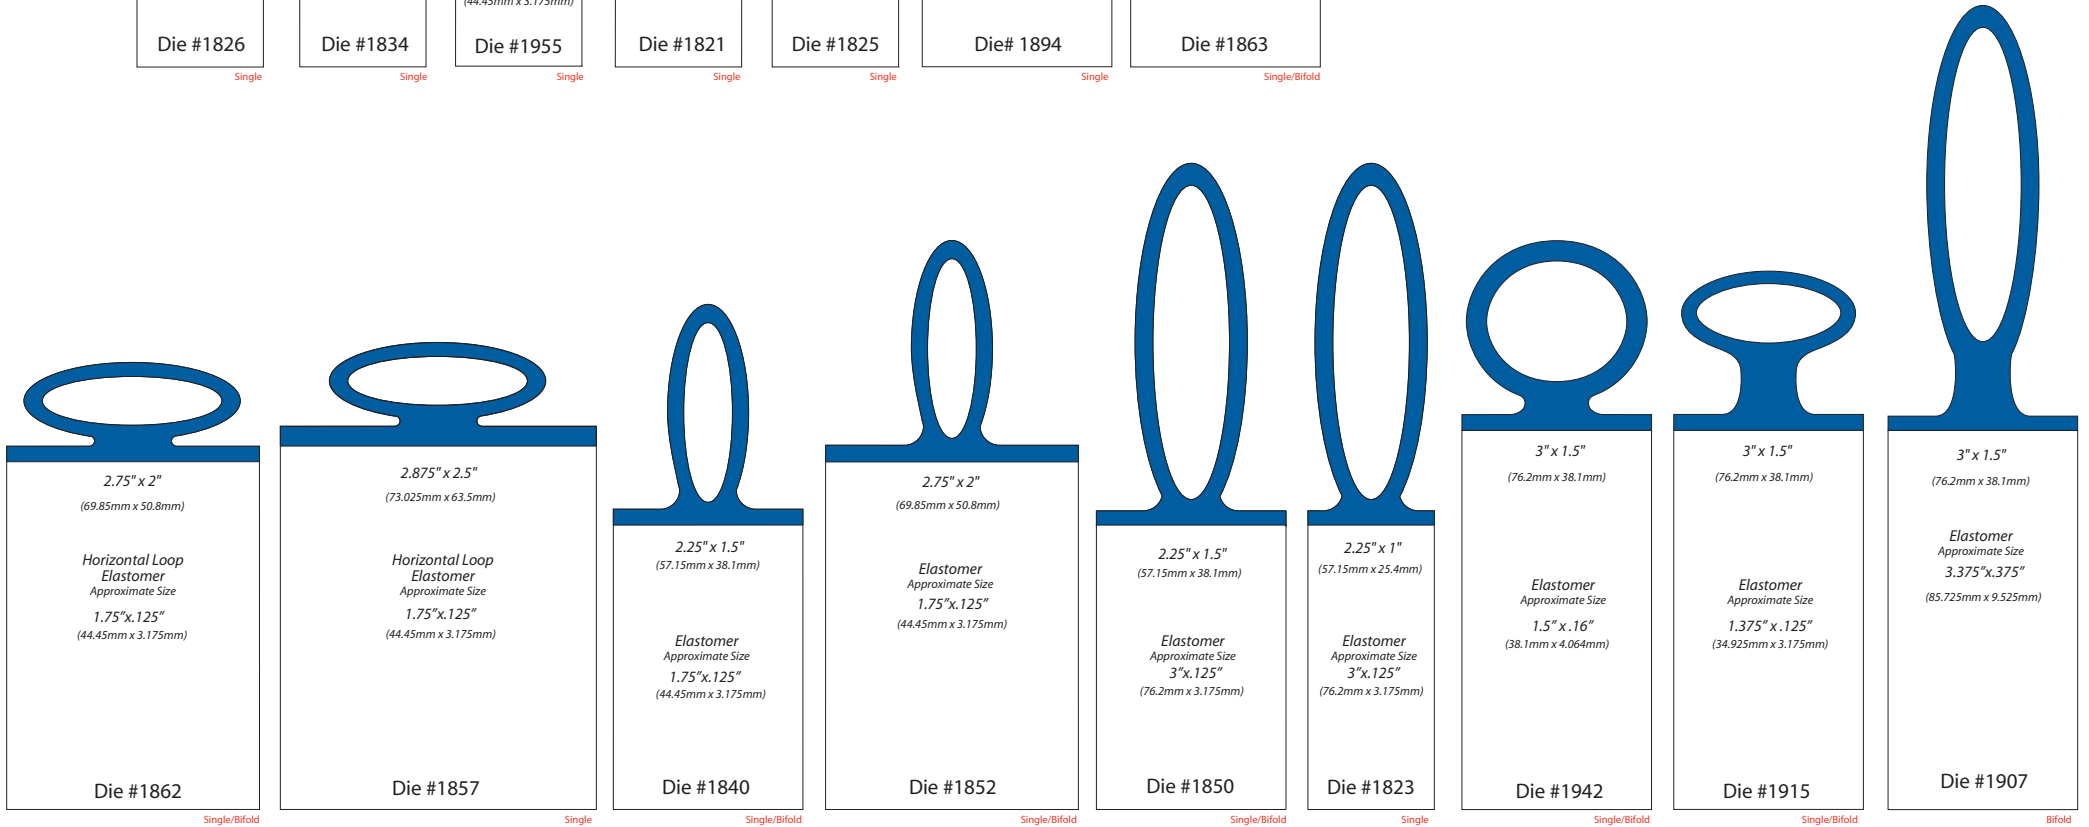 (44.45mm x 3.175mm)
Die #1826
Die #1834
Die #1955
Die #1821
Die #1825
Die# 1894
Die #1863
Single
Single
Single
Single
Single
Single
Single/Bifold
2.75" x 2"
(69.85mm x 50.8mm)
Horizontal Loop
Elastomer
Approximate Size
1.75”x.125”
(44.45mm x 3.175mm)
Die #1862
Single/Bifold
2.875" x 2.5"
(73.025mm x 63.5mm)
Horizontal Loop
Elastomer
Approximate Size
1.75”x.125”
(44.45mm x 3.175mm)
Die #1857
Single
2.25" x 1.5"
(57.15mm x 38.1mm)
Elastomer
Approximate Size
1.75”x.125”
(44.45mm x 3.175mm)
Die #1840
Single/Bifold
2.75" x 2"
(69.85mm x 50.8mm)
Elastomer
Approximate Size
1.75”x.125”
(44.45mm x 3.175mm)
Die #1852
Single/Bifold
2.25" x 1.5"
(57.15mm x 38.1mm)
Elastomer
Approximate Size
3”x.125”
(76.2mm x 3.175mm)
Die #1850
Single/Bifold
2.25" x 1"
(57.15mm x 25.4mm)
Elastomer
Approximate Size
3”x.125”
(76.2mm x 3.175mm)
Die #1823
Single
3" x 1.5"
(76.2mm x 38.1mm)
Elastomer
Approximate Size
1.5” x .16”
(38.1mm x 4.064mm)
Die #1942
Single/Bifold
3" x 1.5"
(76.2mm x 38.1mm)
Elastomer
Approximate Size
1.375” x .125”
(34.925mm x 3.175mm)
Die #1915
Single/Bifold
3" x 1.5"
(76.2mm x 38.1mm)
Elastomer
Approximate Size
3.375”x.375”
(85.725mm x 9.525mm)
Die #1907
Bifold